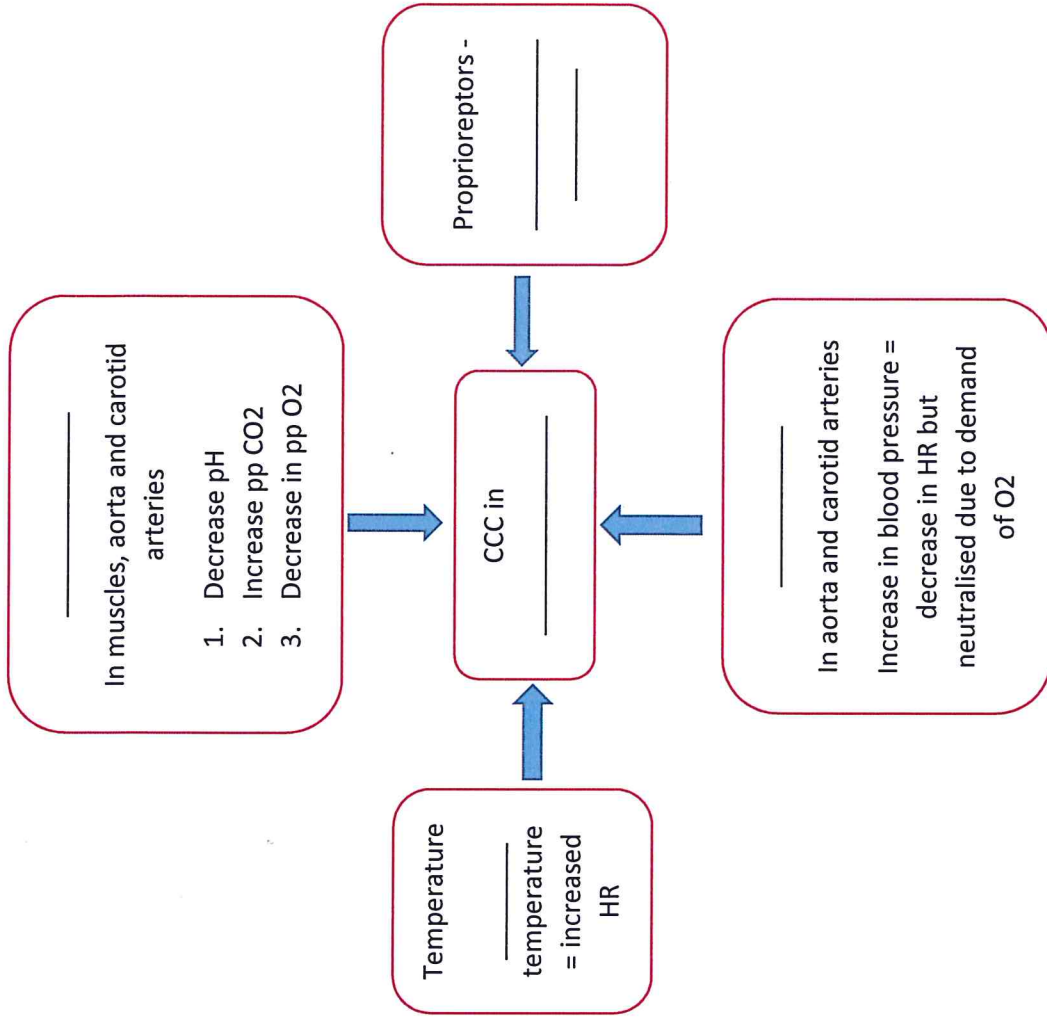 In muscles, aorta and carotid
arteries
1. Decrease pH
2. Increase pp CO2
3. Decrease in pp O2
Temperature
temperature
= increased
HR
CCC in
Proprioreptors -
In aorta and carotid arteries
Increase in blood pressure =
decrease in HR but
neutralised due to demand
of O2